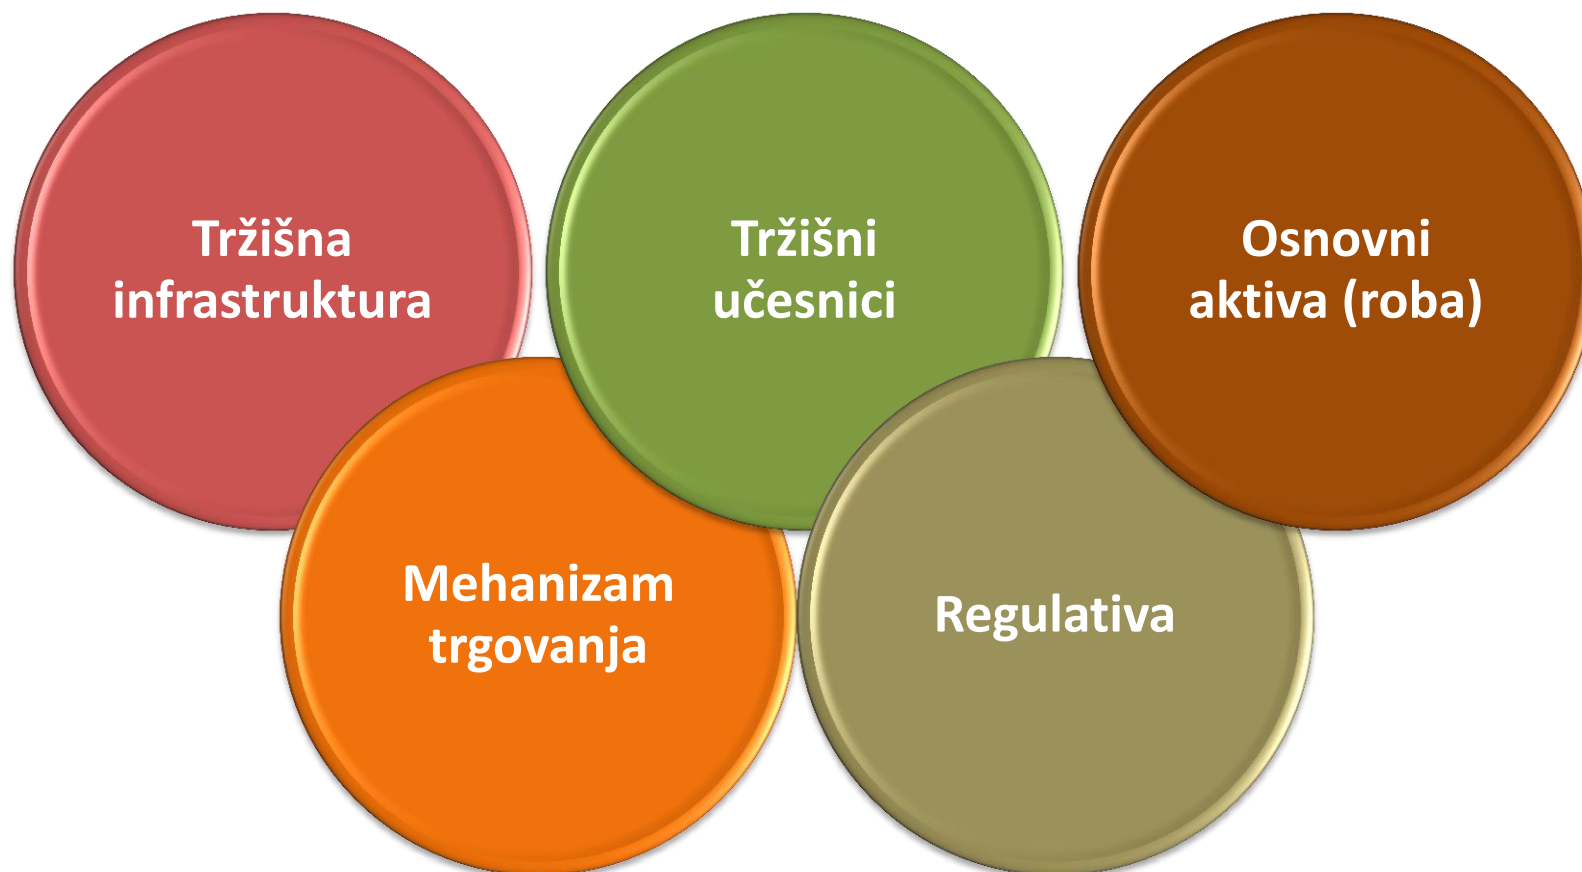 Tržišna
infrastruktura
Tržišni
učesnici
Osnovni
aktiva (roba)
Mehanizam
trgovanja
Regulativa